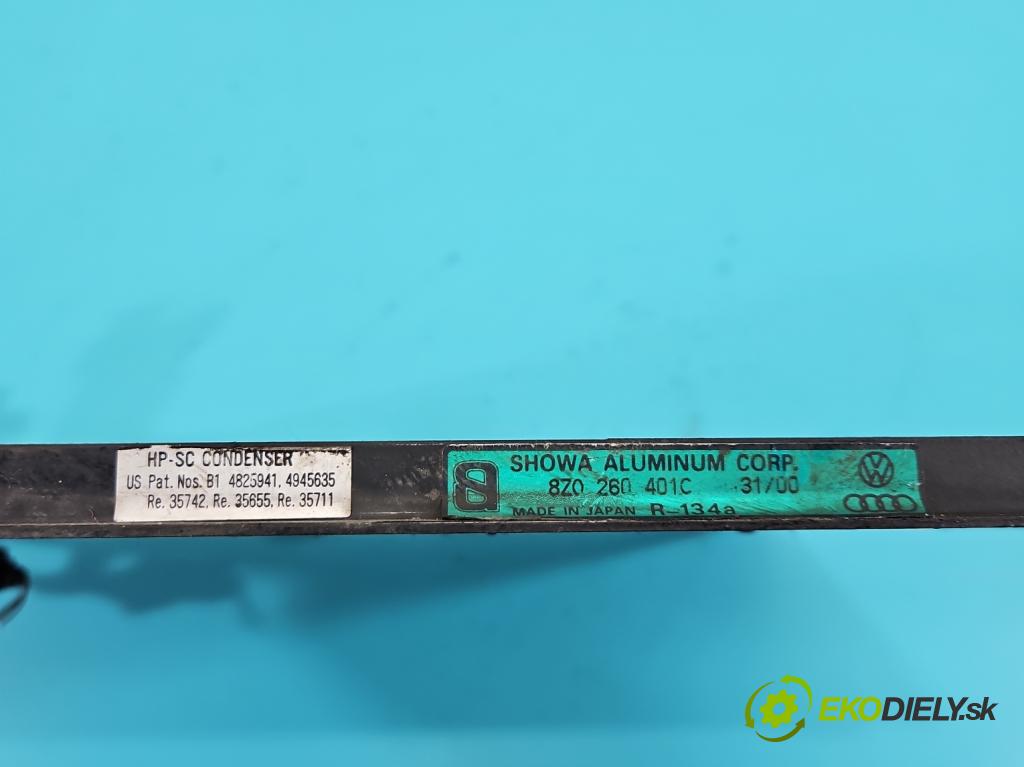 HP-SC CONDENSER
US Pat. Nos. B1 4825941, 4945635
Re. 35742, Re. 35655, Re. 35711
SHOWA ALUMINUM CORP.
8Z0 260 401C 31/00
MADE IN JAPAN R-134a
EKODIELY.sk